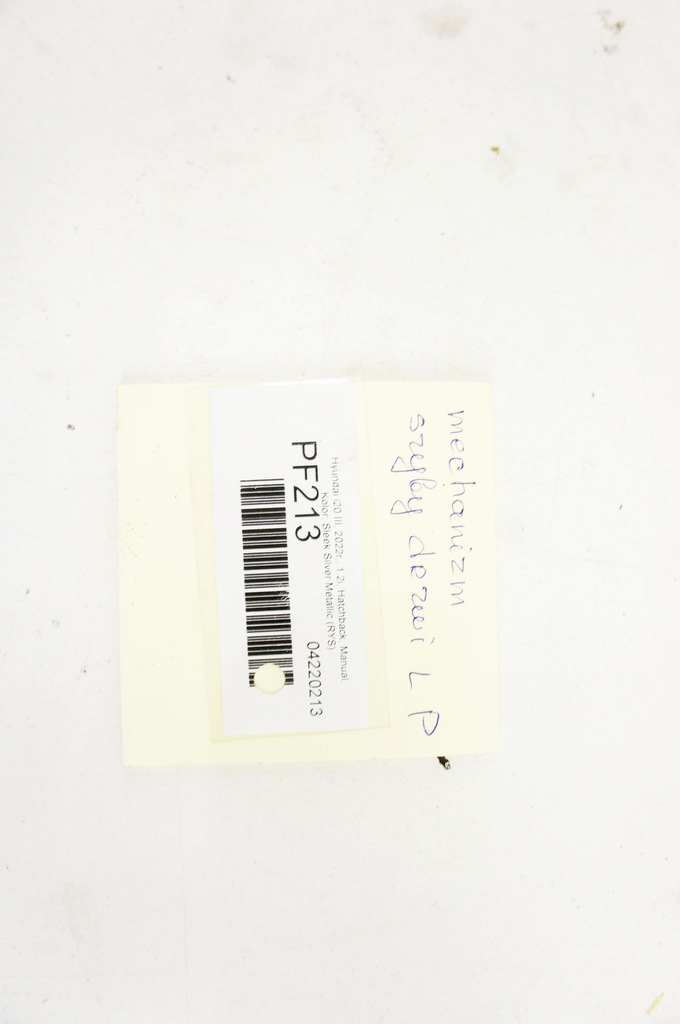 mechanizm
szyby drzwi L P
Hyundai i20 III, 2022r., 1.2i, Hatchback, Manual,
Kolor: Sleek Silver Metallic (RYS)
PF213
04220213